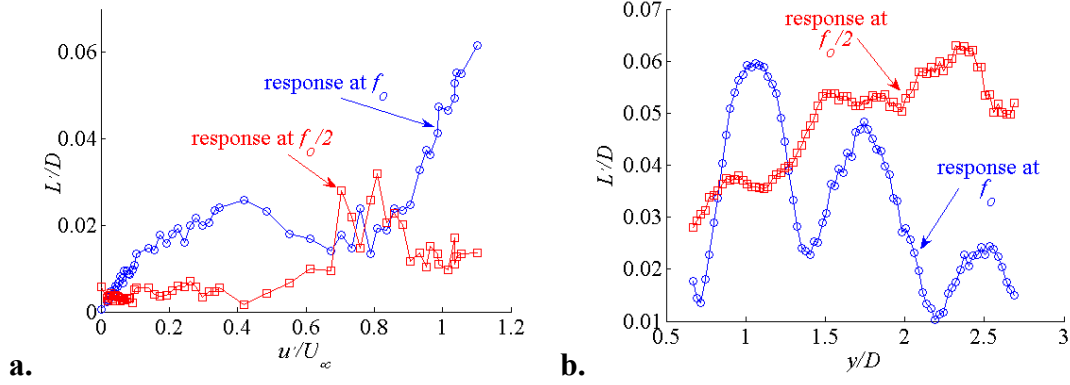 0.06
0.04
0.02
0
L'/D
0 0.2 0.4 0.6 0.8 1 1.2
u'/U∞
response at fo
response at fo/2
a.
0.07
0.06
0.05
0.04
0.03
0.02
0.01
L'/D
0.5 1 1.5 2 2.5 3
y/D
response at
fo/2
response at
fo
b.